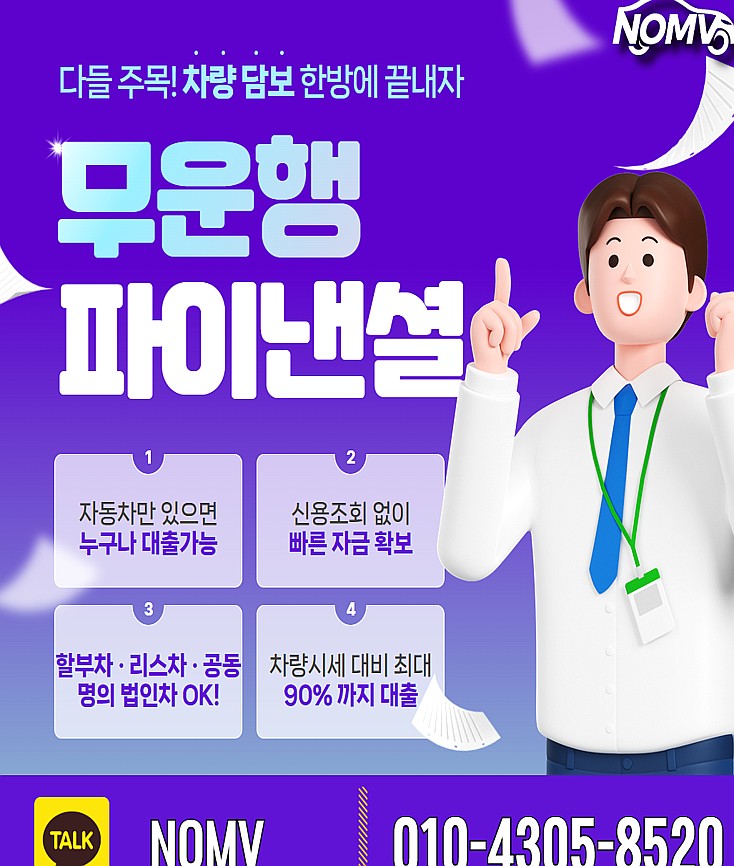 NOMV
다들 주목! 차량 담보 한방에 끝내자
무운행
파이낸셜
1
자동차만 있으면
누구나 대출가능
2
신용조회 없이
빠른 자금 확보
3
할부차 · 리스차 · 공동
명의 법인차 OK!
4
차량시세 대비 최대
90% 까지 대출
TALK
NOMV
010-4305-8520